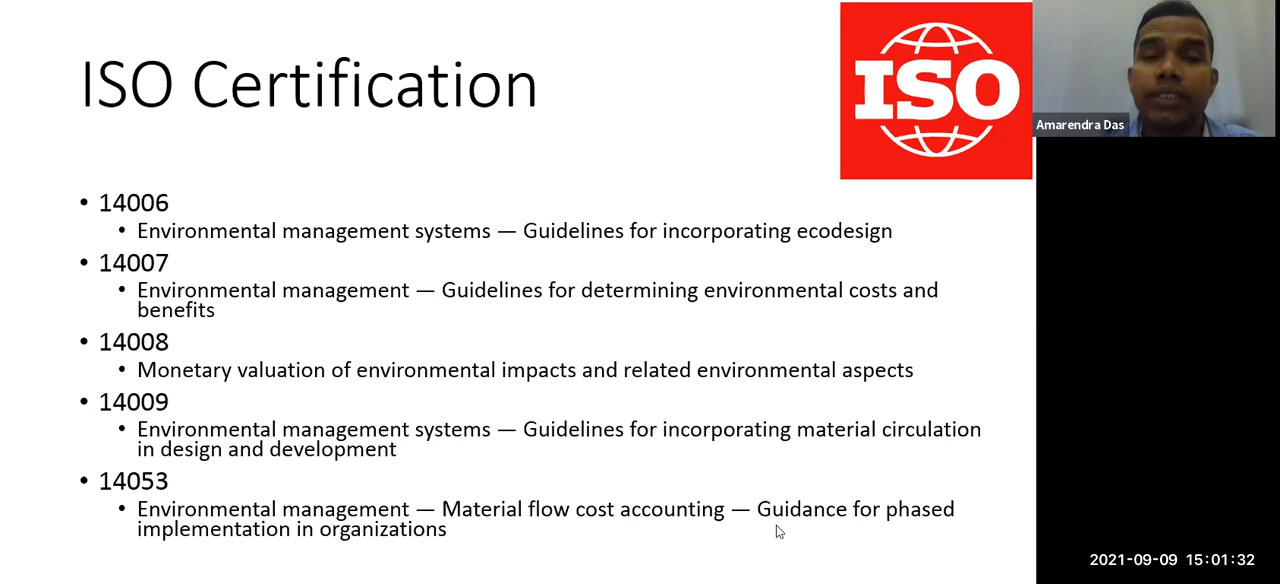 ISO Certification
ISO
Amarendra Das
• 14006
• Environmental management systems — Guidelines for incorporating ecodesign
• 14007
• Environmental management — Guidelines for determining environmental costs and
benefits
• 14008
• Monetary valuation of environmental impacts and related environmental aspects
• 14009
• Environmental management systems — Guidelines for incorporating material circulation
in design and development
• 14053
• Environmental management — Material flow cost accounting — Guidance for phased
implementation in organizations
2021-09-09 15:01:32